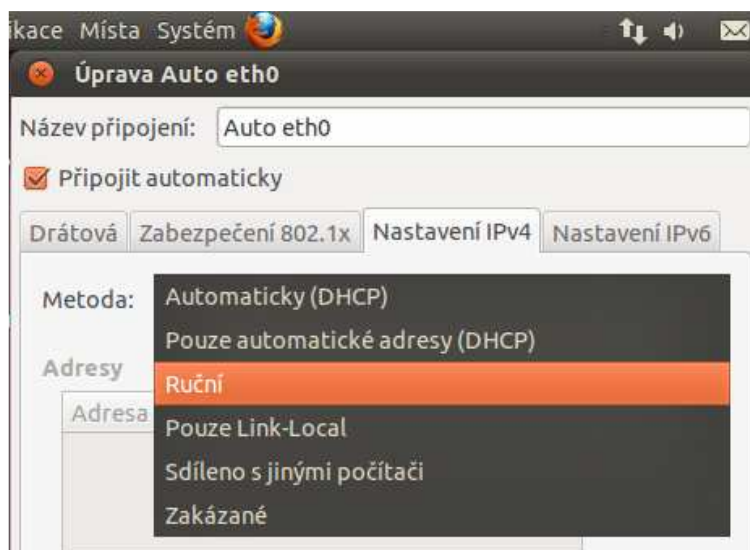 ikace Místa Systém
Úprava Auto eth0
Název připojení: Auto eth0
Připojit automaticky
Drátová Zabezpečení 802.1x Nastavení IPv4 Nastavení IPv6
Metoda: Automaticky (DHCP)
Pouze automatické adresy (DHCP)
Adresy
Ruční
Adresa
Pouze Link-Local
Sdíleno s jinými počítači
Zakázané